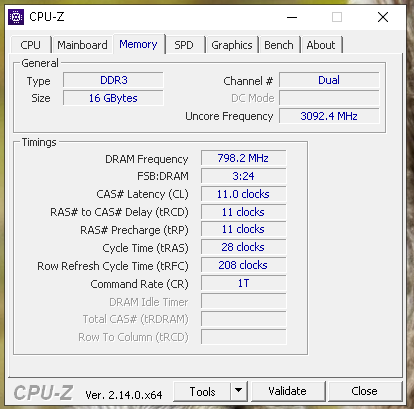 CPU-Z
CPU Mainboard Memory SPD Graphics Bench About
General
Type DDR3 Channel # Dual
Size 16 GBytes DC Mode
Uncore Frequency 3092.4 MHz
Timings
DRAM Frequency 798.2 MHz
FSB:DRAM 3:24
CAS# Latency (CL) 11.0 clocks
RAS# to CAS# Delay (tRCD) 11 clocks
RAS# Precharge (tRP) 11 clocks
Cycle Time (tRAS) 28 clocks
Row Refresh Cycle Time (tRFC) 208 clocks
Command Rate (CR) 1T
DRAM Idle Timer
Total CAS# (tRDRAM)
Row To Column (tRCD)
CPU-Z Ver. 2.14.0.x64 Tools Validate Close